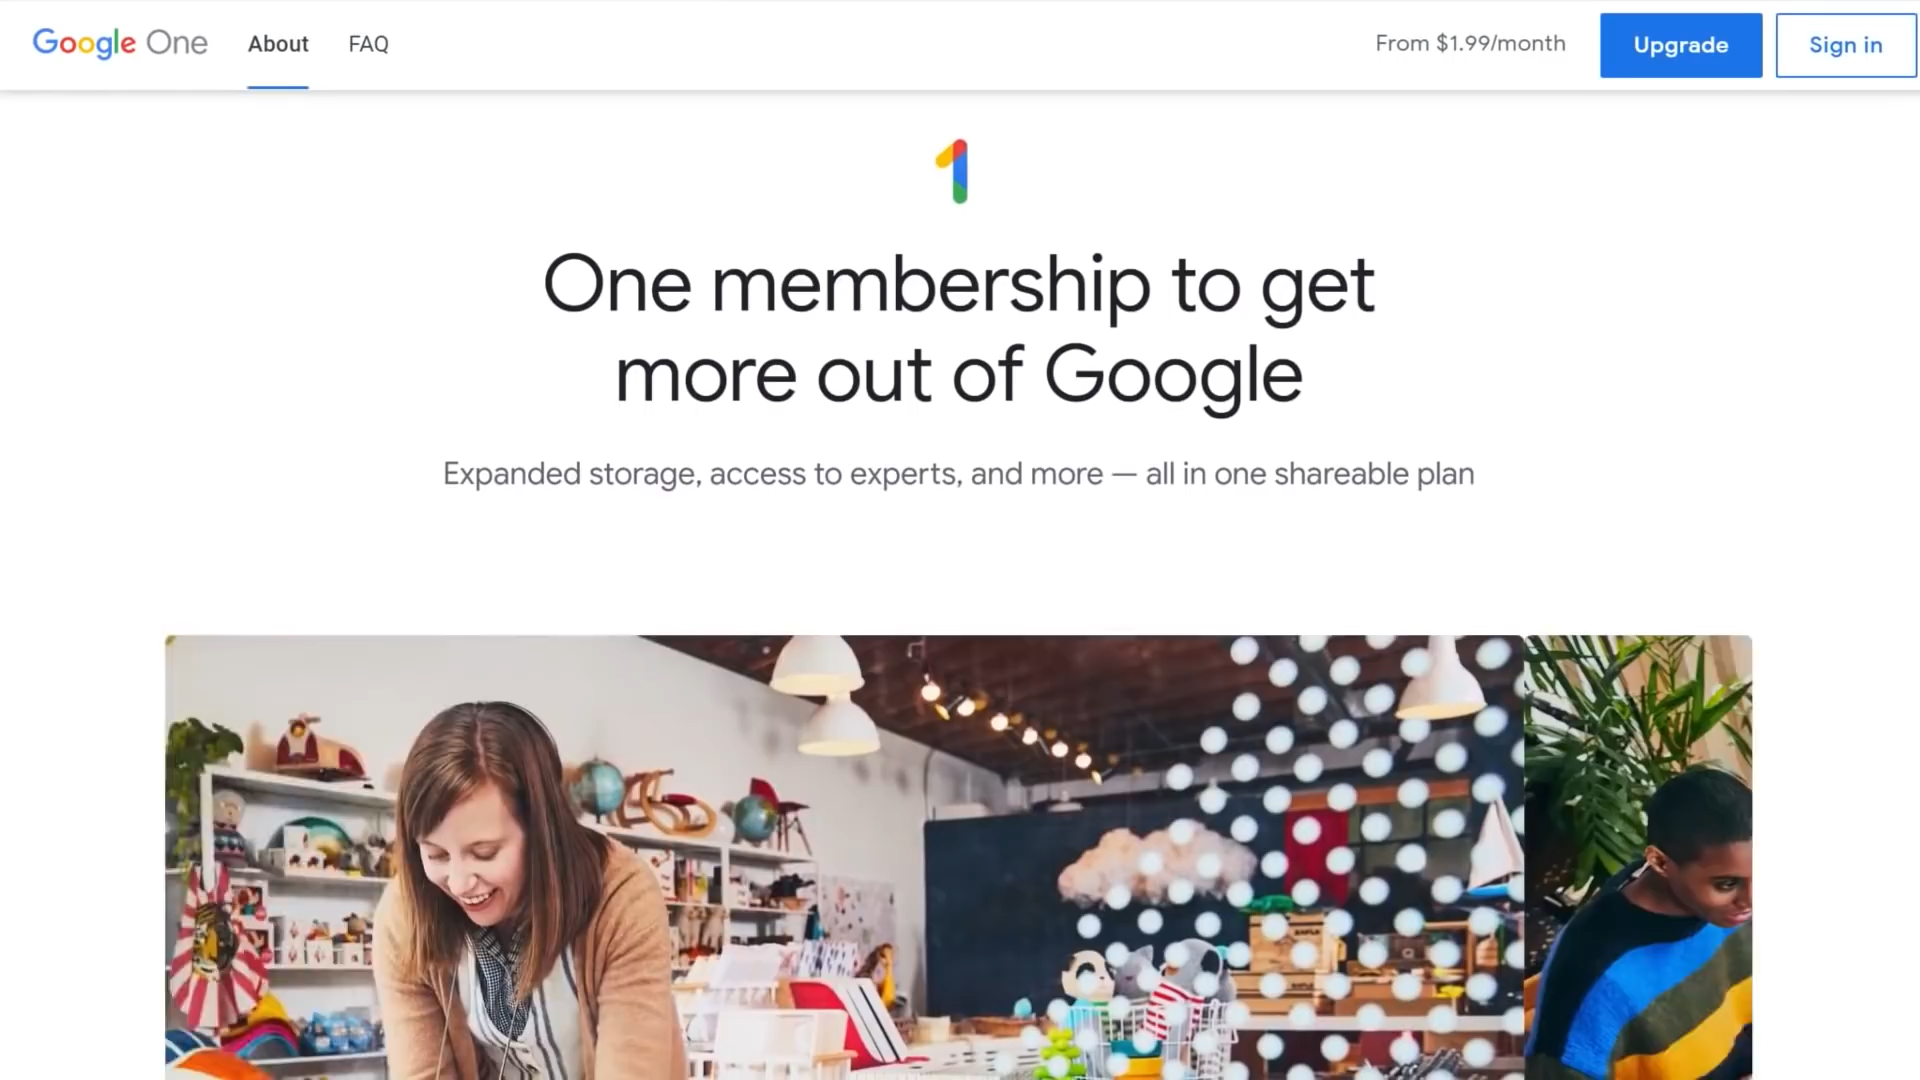 Google One
About
FAQ
From $1.99/month
Upgrade
Sign in
One membership to get
more out of Google
Expanded storage, access to experts, and more — all in one shareable plan